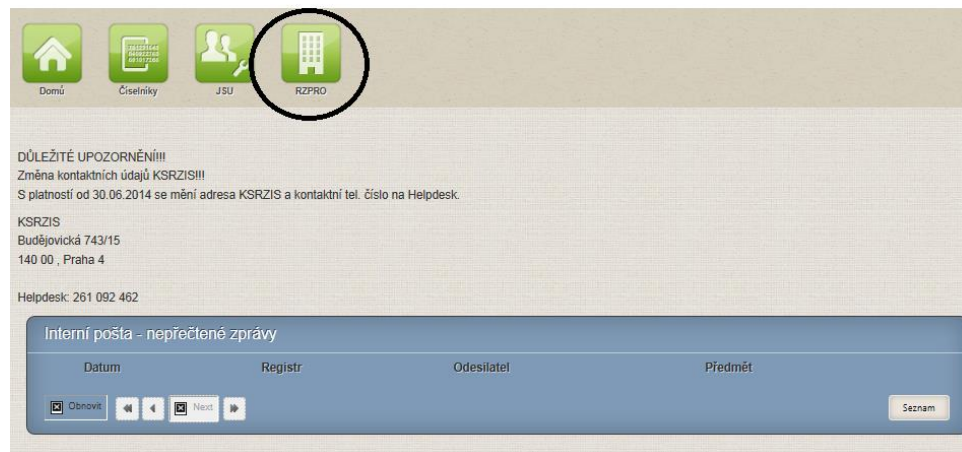 Domů Číselníky JSU RZPRO
DŮLEŽITÉ UPOZORNĚNÍ!!!
Změna kontaktních údajů KSRZIS!!!
S platností od 30.06.2014 se mění adresa KSRZIS a kontaktní tel. číslo na Helpdesk.
KSRZIS
Budějovická 743/15
140 00 , Praha 4
Helpdesk: 261 092 462
Interní pošta - nepřečtené zprávy
Datum Registr Odesilatel Předmět
Obnovit Next Seznam